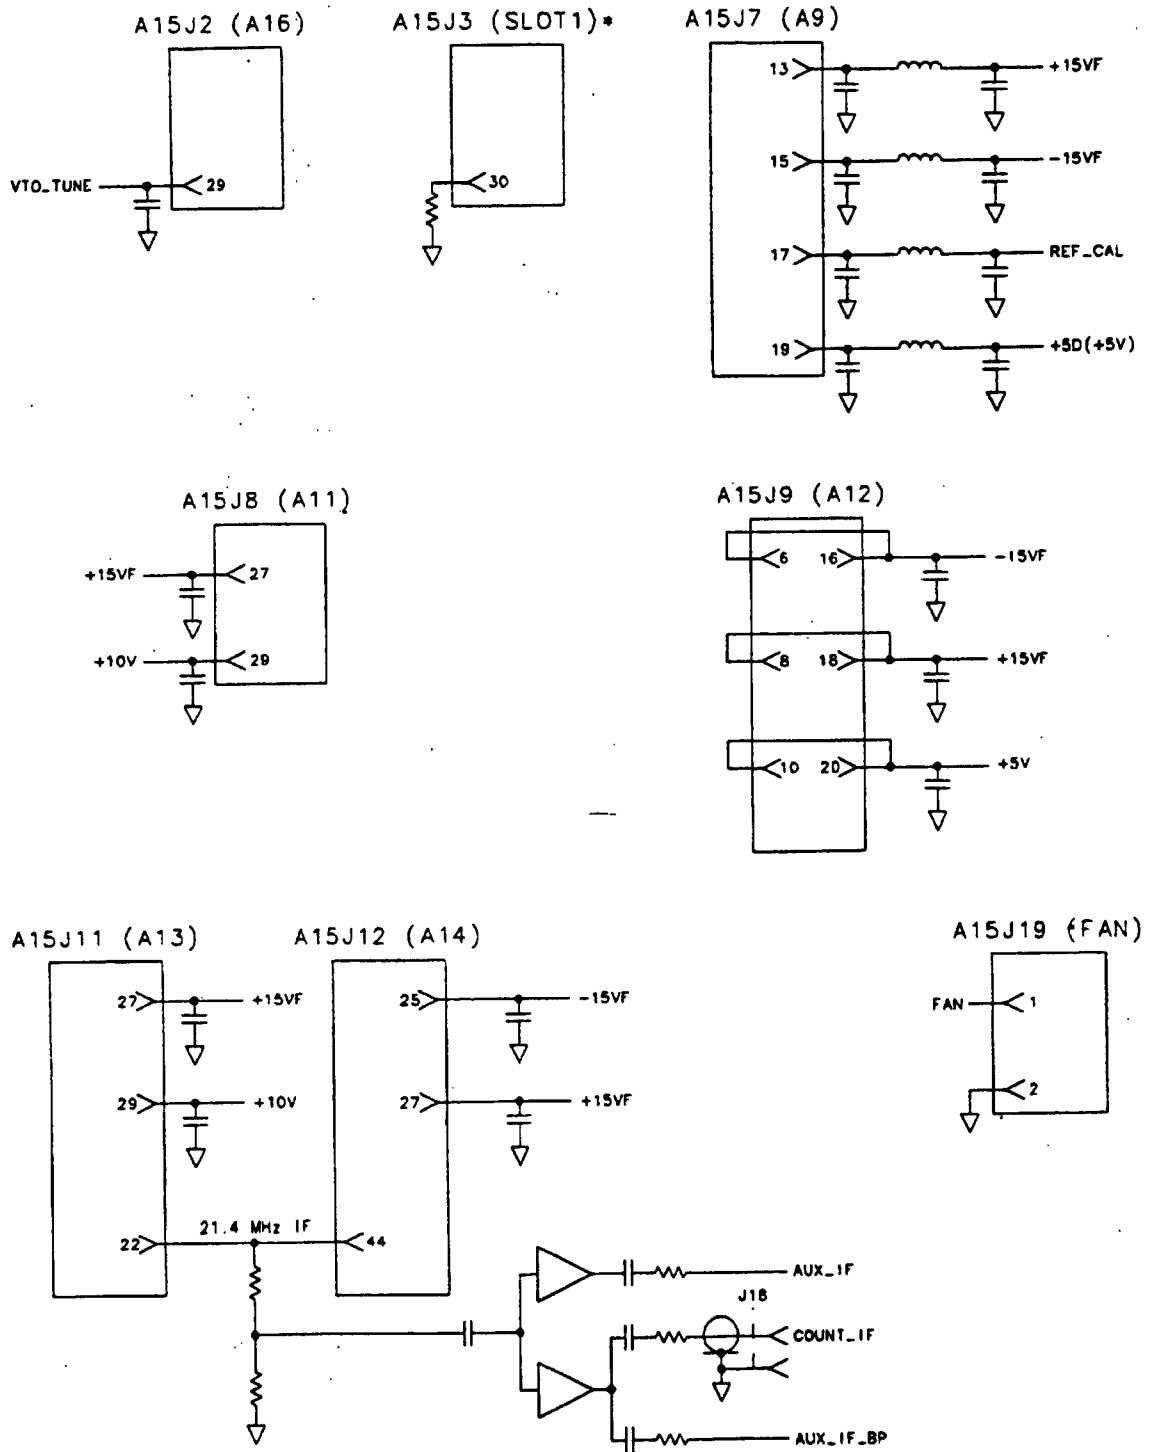 A15J2 (A16)
VTO_TUNE
29
A15J3 (SLOT1)*
30
A15J7 (A9)
13
+15VF
15
-15VF
17
REF_CAL
19
+5D(+5V)
A15J8 (A11)
+15VF
27
+10V
29
A15J9 (A12)
6
16
-15VF
8
18
+15VF
10
20
+5V
A15J11 (A13)
27
+15VF
29
+10V
22
21.4 MHz IF
A15J12 (A14)
25
-15VF
27
+15VF
44
AUX_IF
J16
COUNT_IF
AUX_IF_BP
A15J19 (FAN)
FAN
1
2